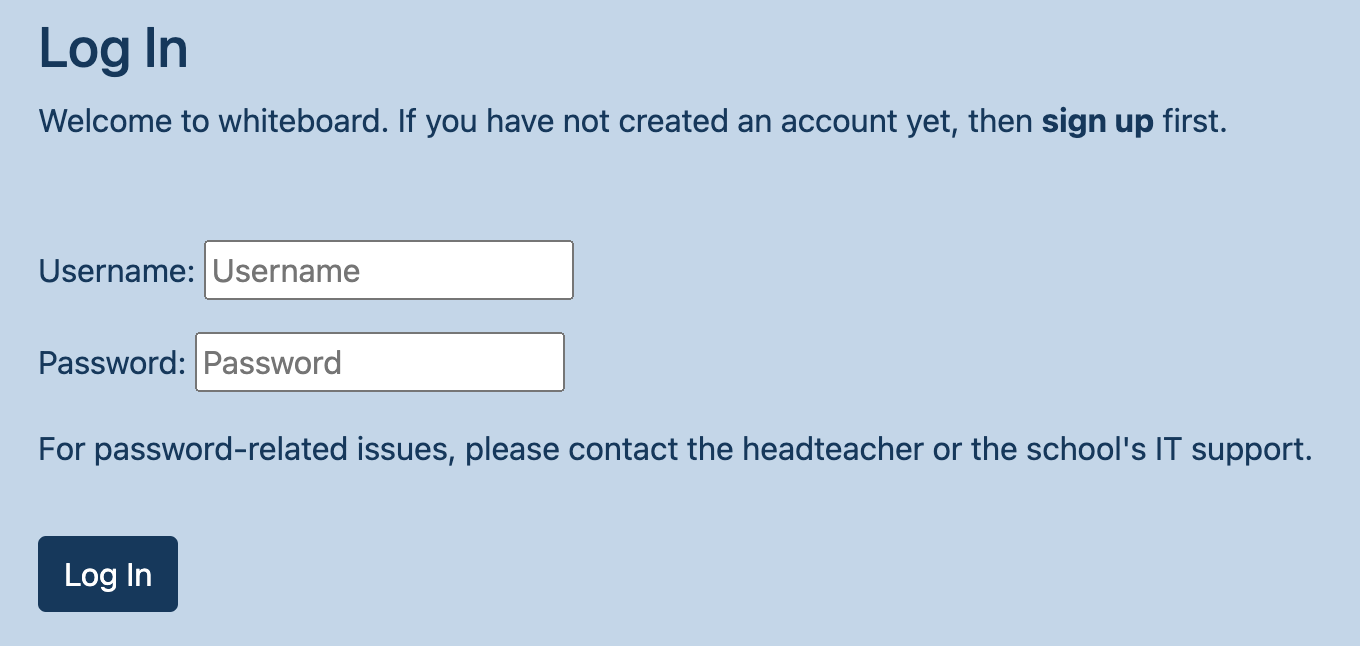 Log In
Welcome to whiteboard. If you have not created an account yet, then sign up first.
Username: Username
Password: Password
For password-related issues, please contact the headteacher or the school's IT support.
Log In